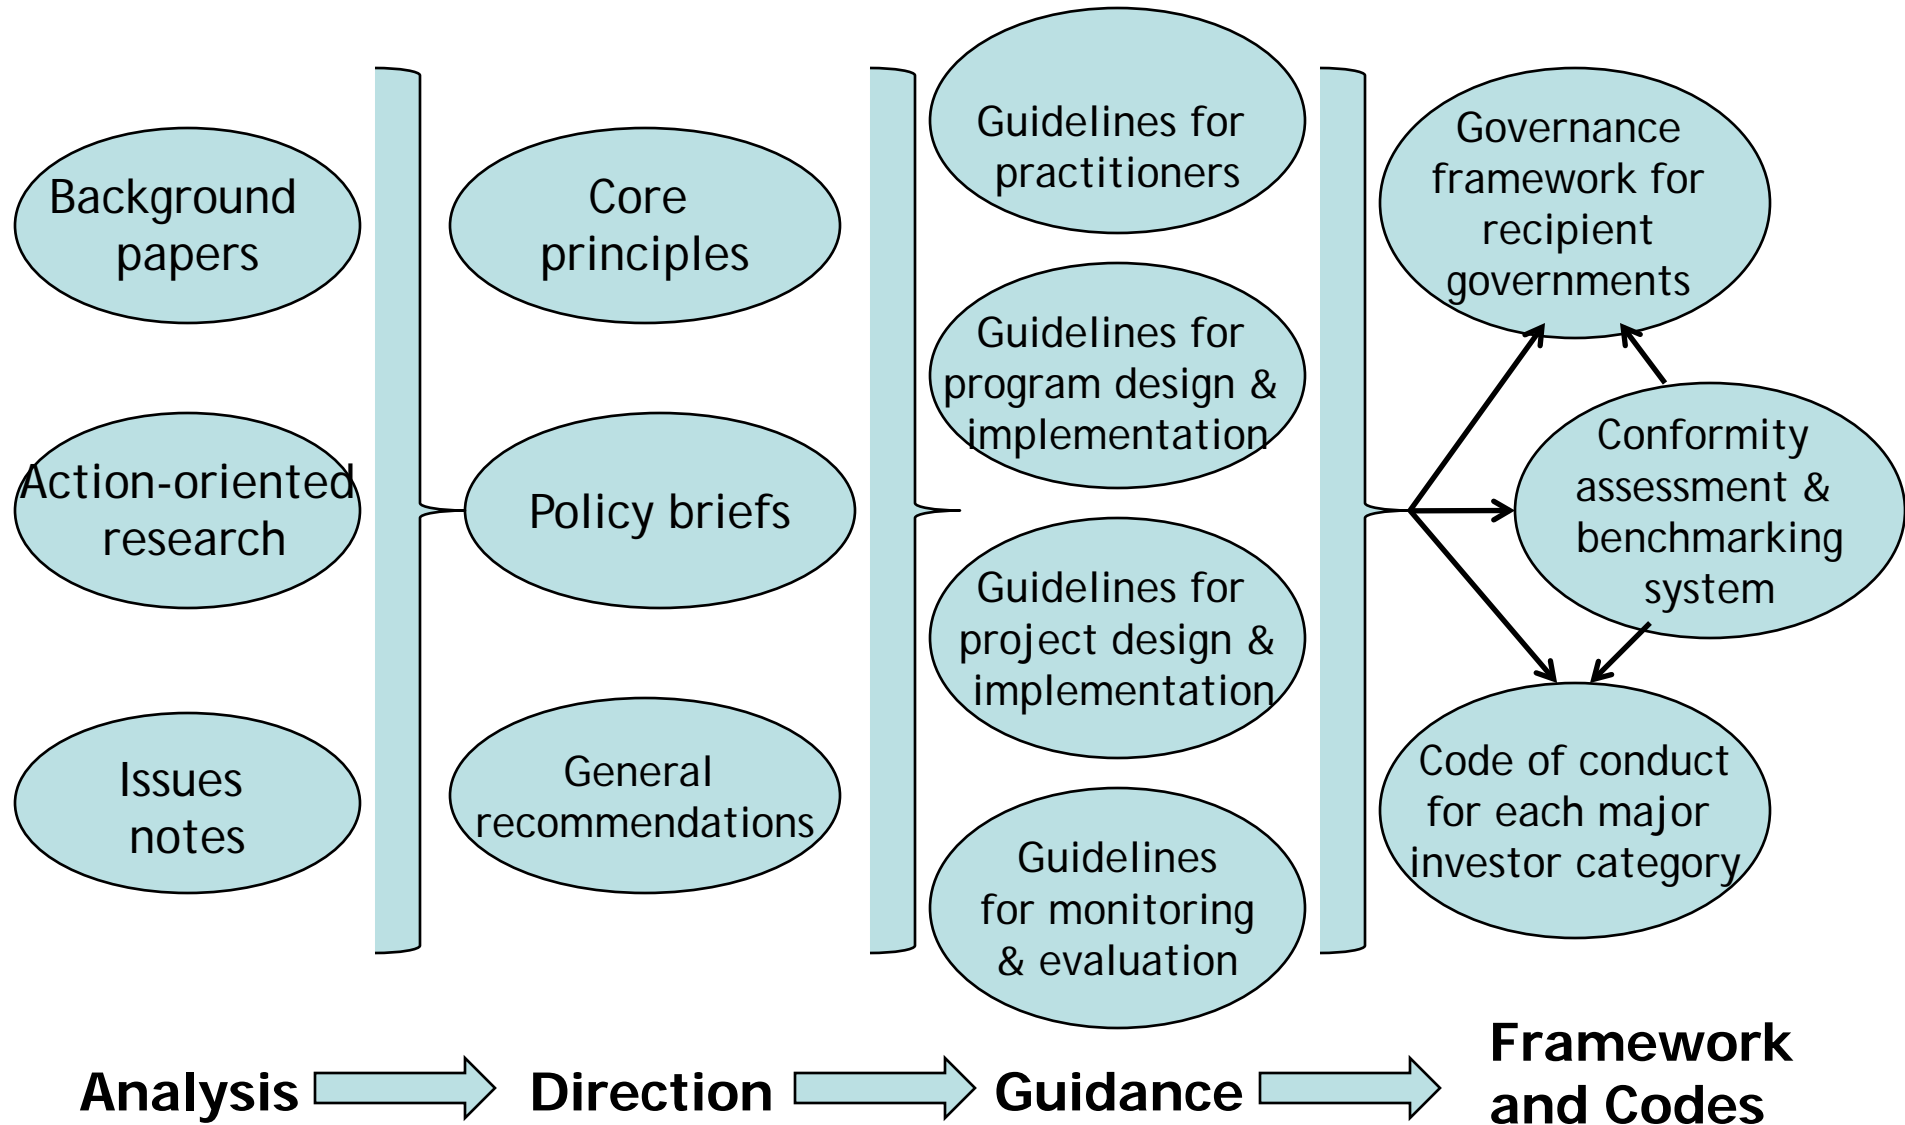 Background
papers
Action-oriented
research
Issues
notes
Core
principles
Policy briefs
General
recommendations
Guidelines for
practitioners
Guidelines for
program design &
implementation
Guidelines for
project design &
implementation
Guidelines
for monitoring
& evaluation
Governance
framework for
recipient
governments
Conformity
assessment &
benchmarking
system
Code of conduct
for each major
investor category
Analysis
Direction
Guidance
Framework
and Codes